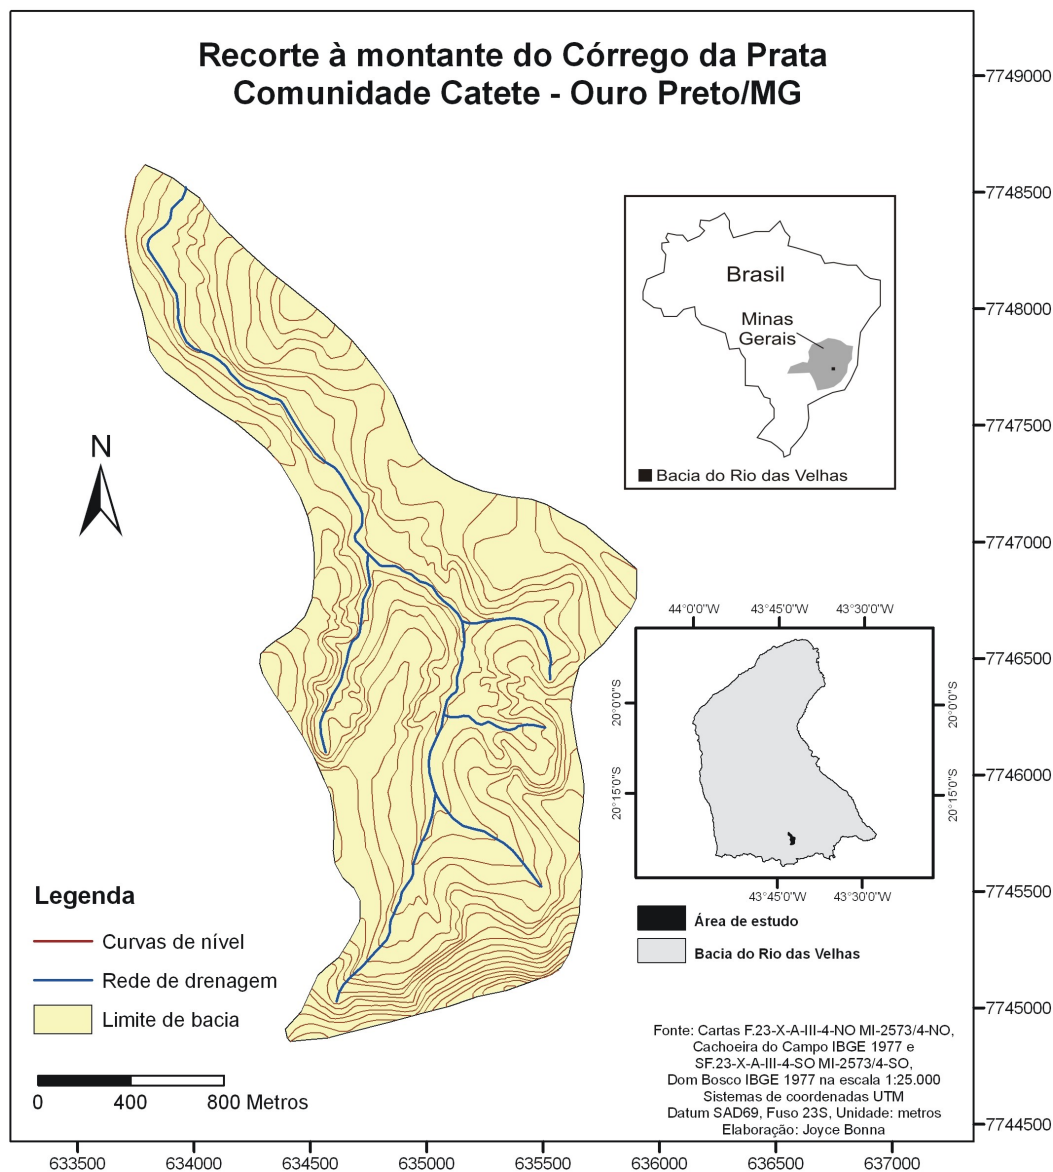 Recorte à montante do Córrego da Prata
Comunidade Catete - Ouro Preto/MG
7749000
7748500
7748000
7747500
7747000
7746500
7746000
7745500
7745000
7744500
Brasil
Minas
Gerais
Bacia do Rio das Velhas
N
44°0'0"W 43°45'0"W 43°30'0"W
20°0'0"S 20°0'0"S
20°15'0"S 20°15'0"S
43°45'0"W 43°30'0"W
Área de estudo
Bacia do Rio das Velhas
Legenda
Curvas de nível
Rede de drenagem
Limite de bacia
0 400 800 Metros
Fonte: Cartas F.23-X-A-III-4-NO MI-2573/4-NO,
Cachoeira do Campo IBGE 1977 e
SF.23-X-A-III-4-SO MI-2573/4-SO,
Dom Bosco IBGE 1977 na escala 1:25.000
Sistemas de coordenadas UTM
Datum SAD69, Fuso 23S, Unidade: metros
Elaboração: Joyce Bonna
633500 634000 634500 635000 635500 636000 636500 637000